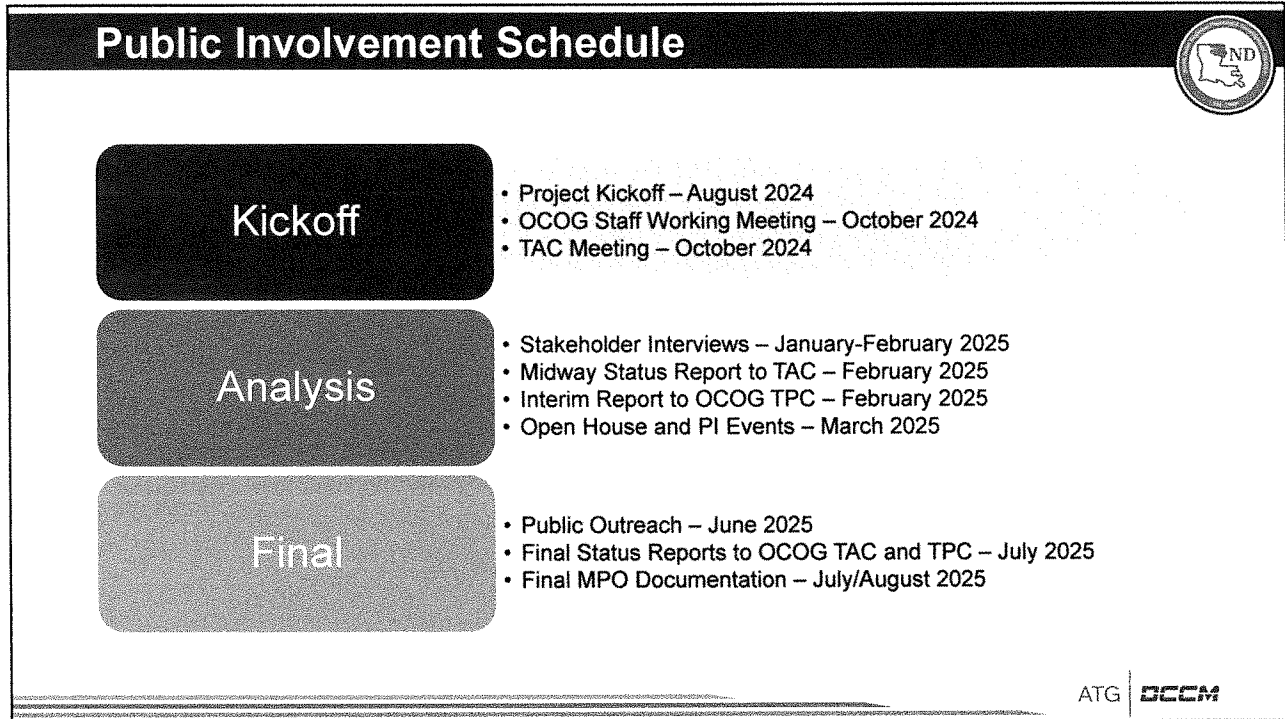 Public Involvement Schedule
ND
Kickoff
• Project Kickoff – August 2024
• OCOG Staff Working Meeting – October 2024
• TAC Meeting – October 2024
Analysis
• Stakeholder Interviews – January-February 2025
• Midway Status Report to TAC – February 2025
• Interim Report to OCOG TPC – February 2025
• Open House and PI Events – March 2025
Final
• Public Outreach – June 2025
• Final Status Reports to OCOG TAC and TPC – July 2025
• Final MPO Documentation – July/August 2025
ATG | DCCM